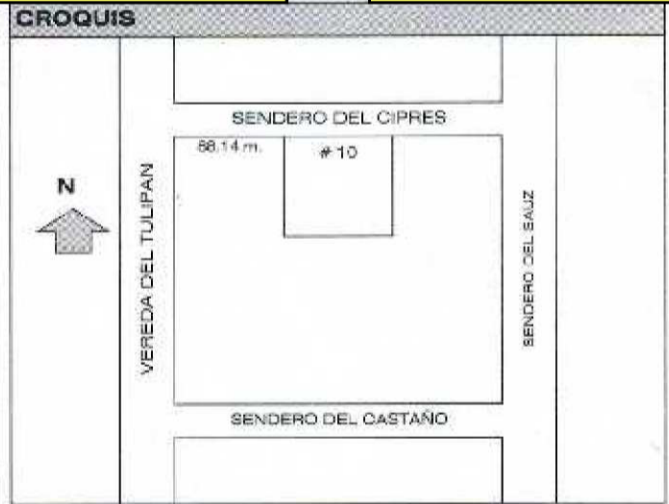 CROQUIS
SENDERO DEL CIPRES
88.14 m.
# 10
N
VEREDA DEL TULIPAN
SENDERO DEL SAUZ
SENDERO DEL CASTAÑO